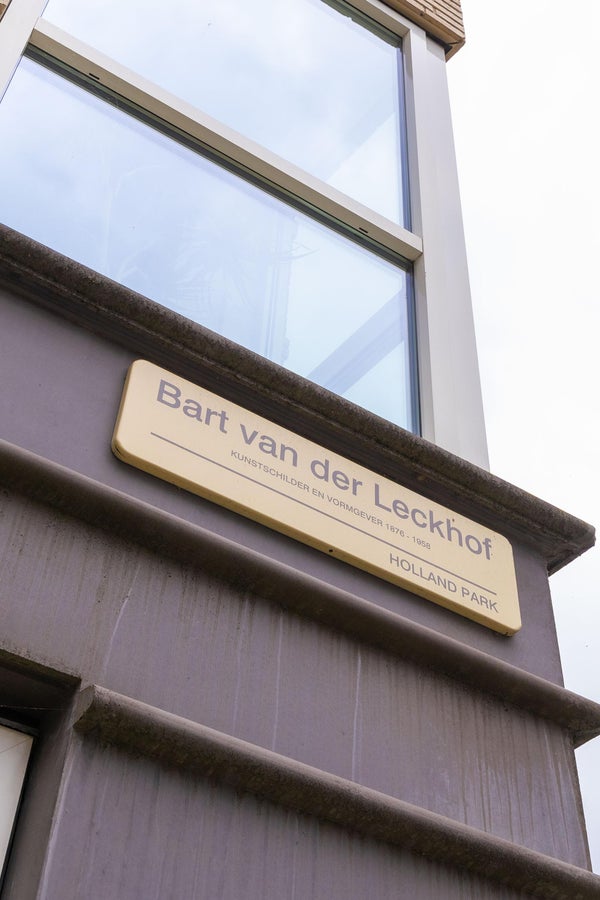 Bart van der Leckhof
KUNSTSCHILDER EN VORMGEVER 1876 - 1958
HOLLAND PARK